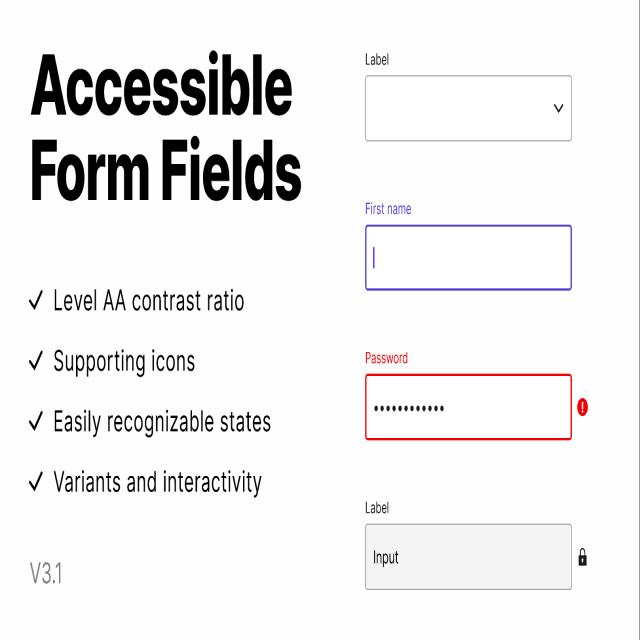 Accessible
Form Fields
Level AA contrast ratio
Supporting icons
Easily recognizable states
Variants and interactivity
V3.1
Label
First name
Password
••••••••••••
Label
Input